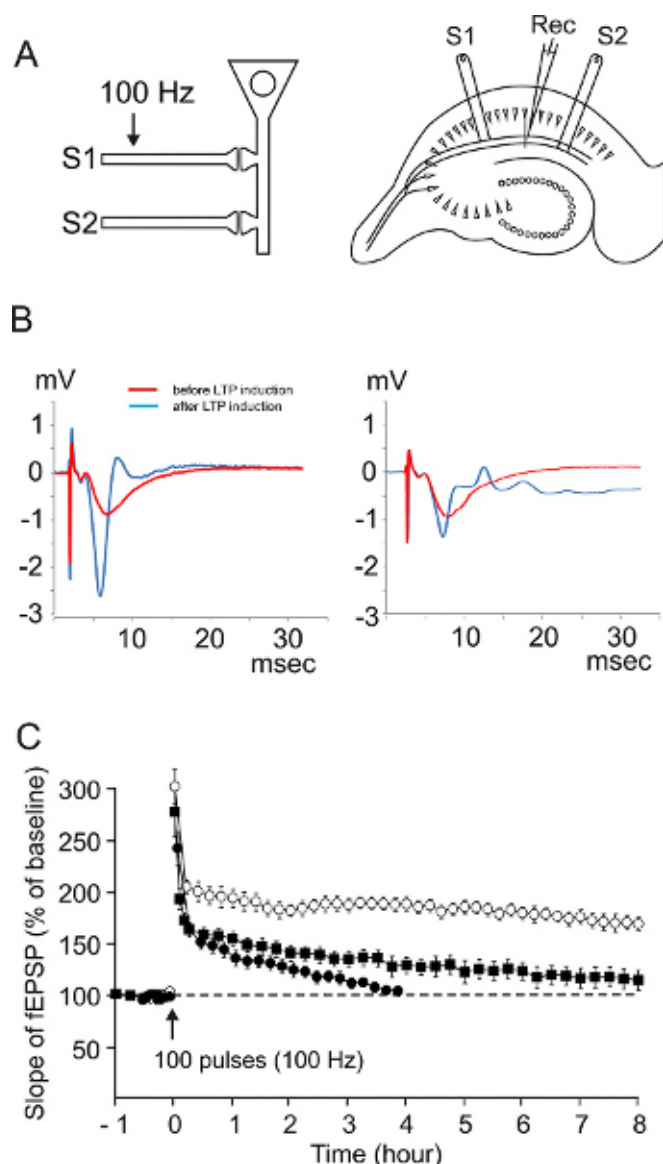 A
100 Hz
S1
S2
S1
Rec
S2
B
mV
before LTP induction
after LTP induction
1
0
-1
-2
-3
10
20
30
msec
mV
1
0
-1
-2
-3
10
20
30
msec
C
Slope of fEPSP (% of baseline)
300
250
200
150
100
50
100 pulses (100 Hz)
- 1
0
1
2
3
4
5
6
7
8
Time (hour)